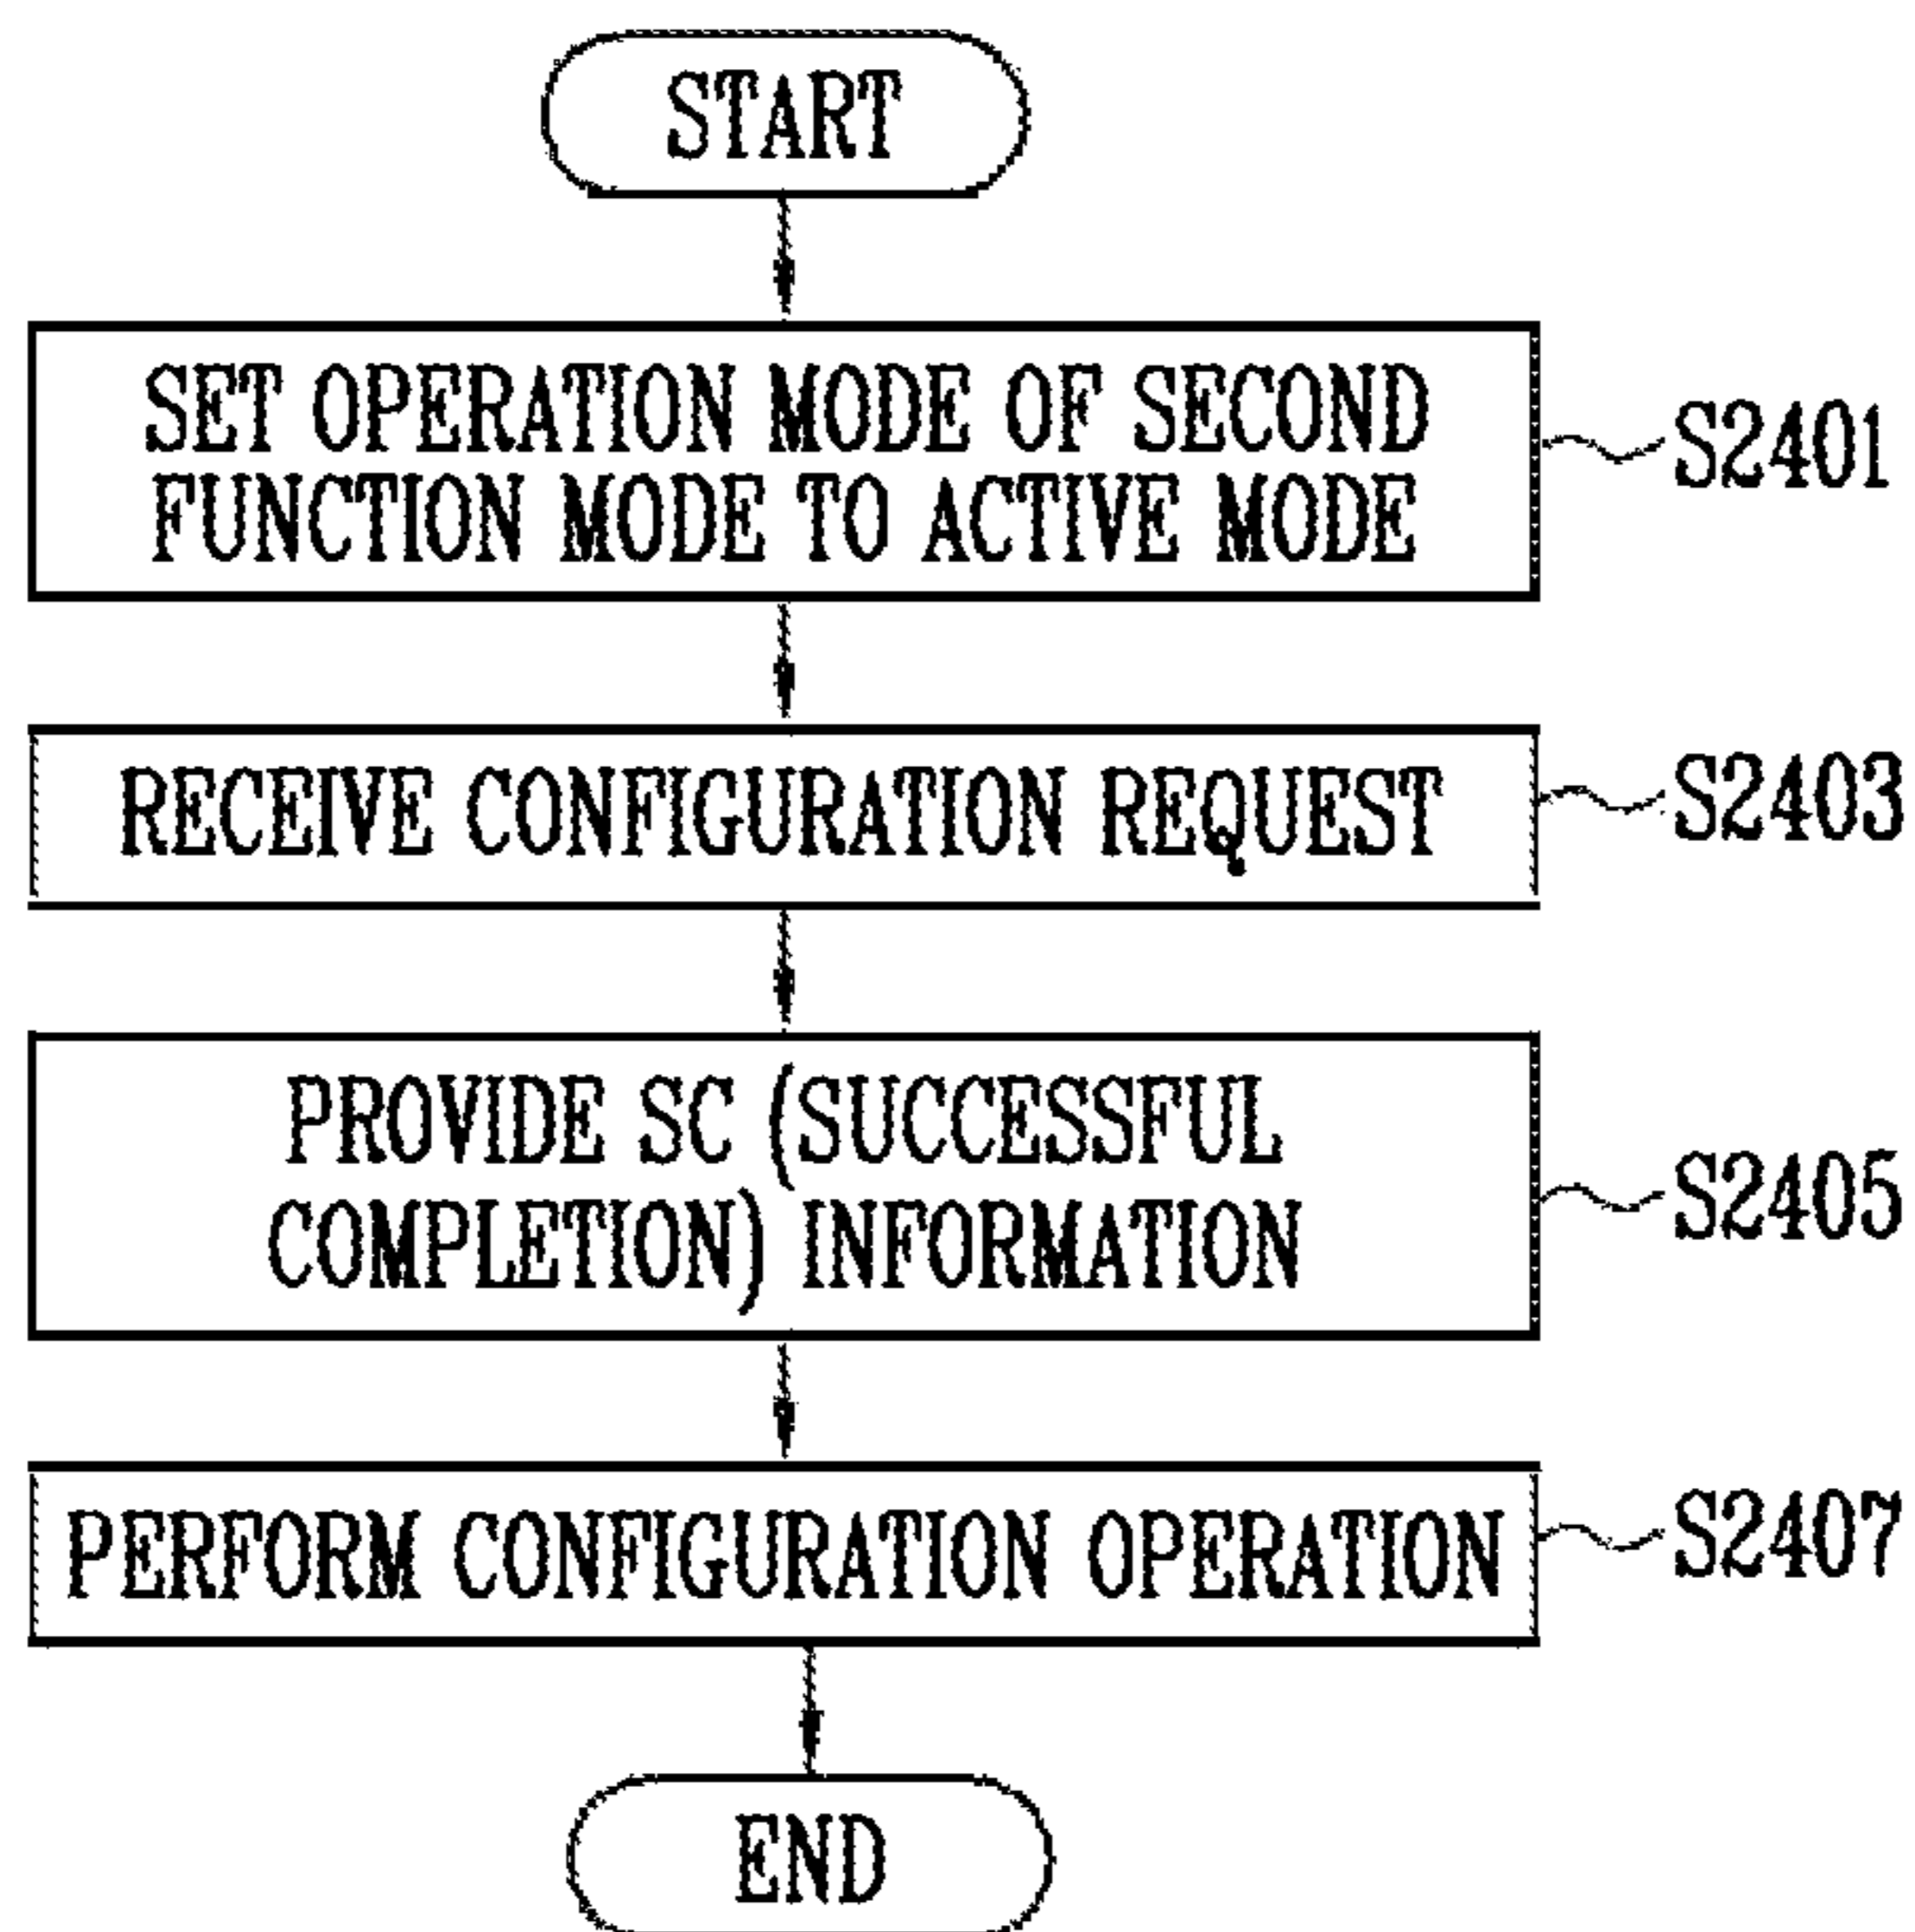 START
SET OPERATION MODE OF SECOND
FUNCTION MODE TO ACTIVE MODE
S2401
RECEIVE CONFIGURATION REQUEST
S2403
PROVIDE SC (SUCCESSFUL
COMPLETION) INFORMATION
S2405
PERFORM CONFIGURATION OPERATION
S2407
END